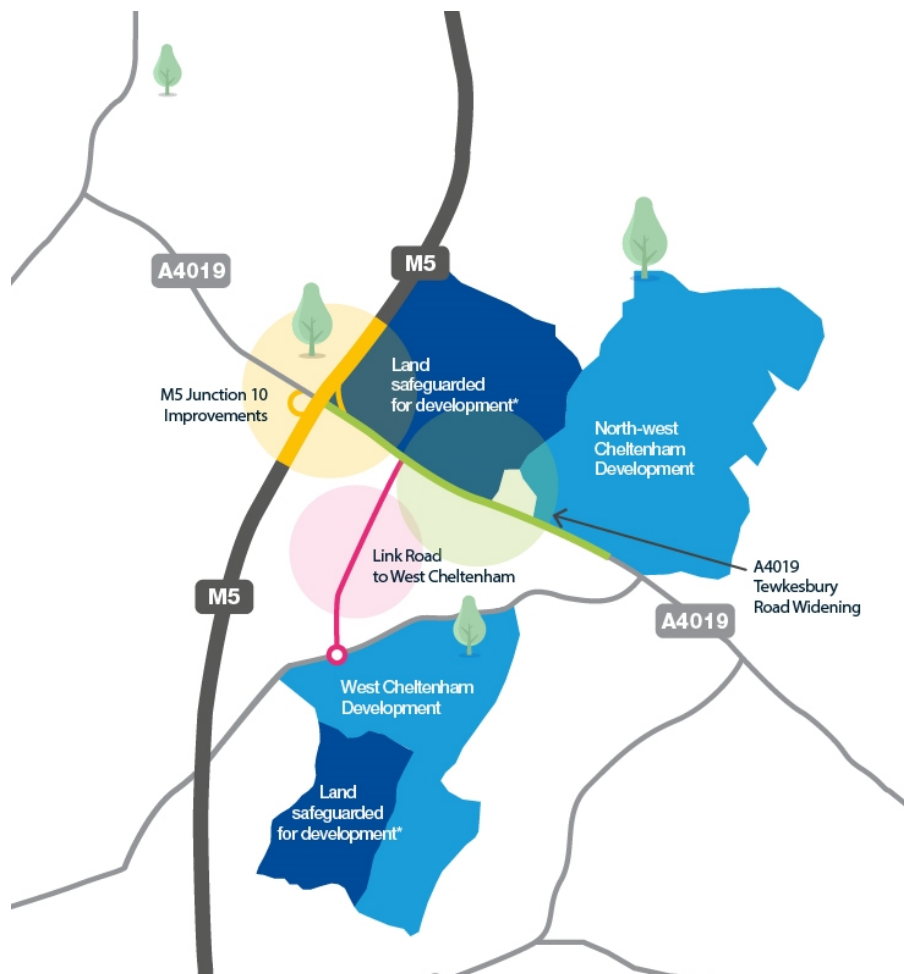 M5
A4019
Land
safeguarded
for development*
M5 Junction 10
Improvements
North-west
Cheltenham
Development
Link Road
to West Cheltenham
A4019
Tewkesbury
Road Widening
M5
A4019
West Cheltenham
Development
Land
safeguarded
for development*